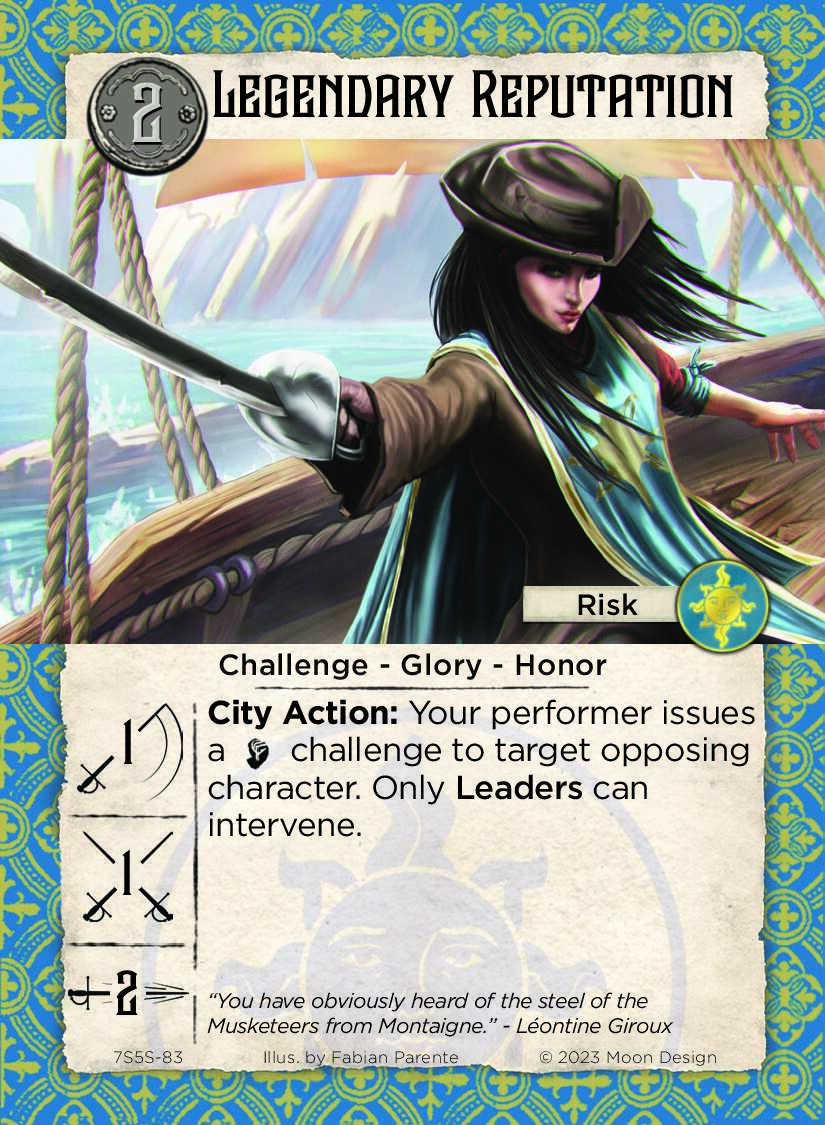 2
Legendary Reputation
Risk
Challenge - Glory - Honor
City Action: Your performer issues
a challenge to target opposing
character. Only Leaders can
intervene.
1
1
2
“You have obviously heard of the steel of the
Musketeers from Montaigne.” - Léontine Giroux
7S5S-83 Illus. by Fabian Parente © 2023 Moon Design